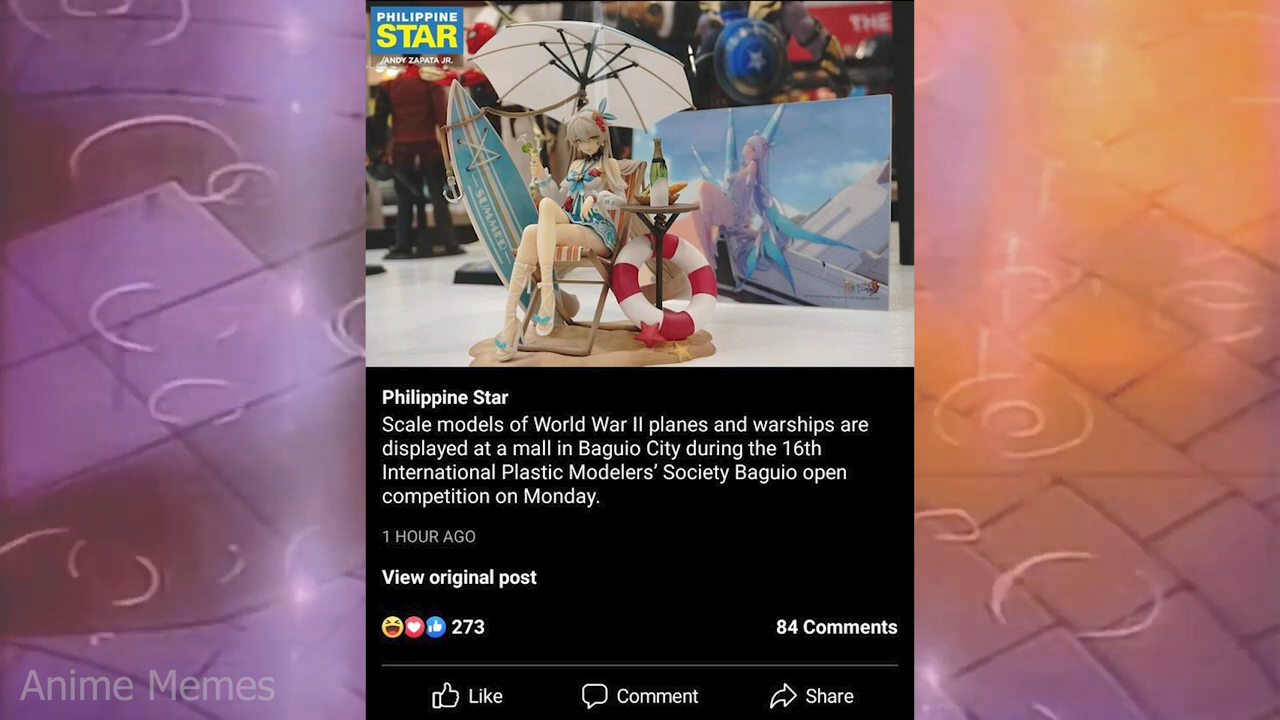 PHILIPPINE
STAR
/ANDY ZAPATA JR.
THE
SUMMER
Philippine Star
Scale models of World War II planes and warships are
displayed at a mall in Baguio City during the 16th
International Plastic Modelers’ Society Baguio open
competition on Monday.
1 HOUR AGO
View original post
273
84 Comments
Like
Comment
Share
Anime Memes